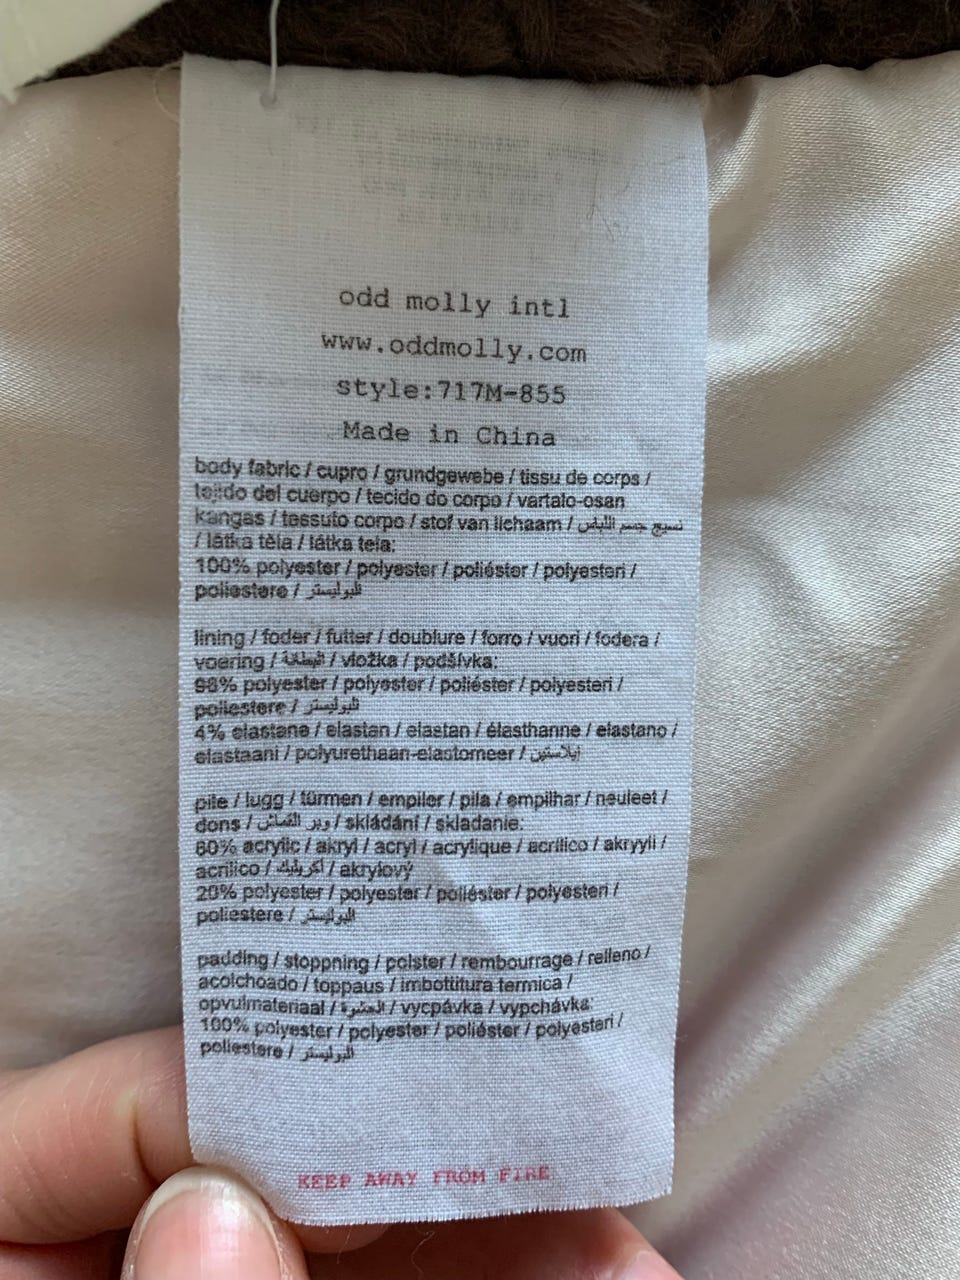 odd molly intl
www.oddmolly.com
style:717M-855
Made in China
body fabric / cupro / grundgewebe / tissu de corps /
tejido del cuerpo / tecido do corpo / vartalo-osan
kangas / tessuto corpo / stof van lichaam / نسيج جسم اللباس
/ látka těla / látka tela:
100% polyester / polyester / poliéster / polyesteri /
poliestere / البوليستر
lining / foder / futter / doublure / forro / vuori / fodera /
voering / البطانة / vložka / podšívka:
96% polyester / polyester / poliéster / polyesteri /
poliestere / البوليستر
4% elastane / elastan / elastan / élasthanne / elastano /
elastaani / polyurethaan-elastomeer / إيلاستين
pile / lugg / türmen / empiler / pila / empilhar / neuleet /
dons / وبر القماش / skládání / skladanie:
80% acrylic / akryl / acryl / acrylique / acrílico / akryyli /
acrilico / أكريليك / akrylový
20% polyester / polyester / poliéster / polyesteri /
poliestere / البوليستر
padding / stoppning / polster / rembourrage / relleno /
acolchoado / toppaus / imbottitura termica /
opvulmateriaal / الحشوة / vycpávka / vypchávka:
100% polyester / polyester / poliéster / polyesteri /
poliestere / البوليستر
KEEP AWAY FROM FIRE